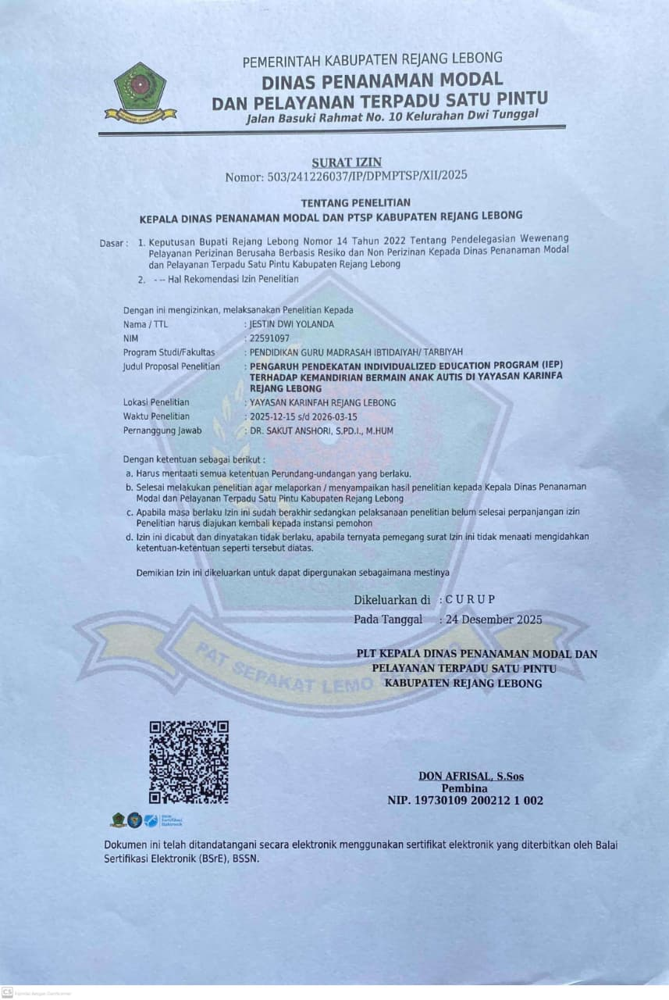 PEMERINTAH KABUPATEN REJANG LEBONG
DINAS PENANAMAN MODAL
DAN PELAYANAN TERPADU SATU PINTU
Jalan Basuki Rahmat No. 10 Kelurahan Dwi Tunggal
SURAT IZIN
Nomor: 503/241226037/IP/DPMPTSP/XII/2025
TENTANG PENELITIAN
KEPALA DINAS PENANAMAN MODAL DAN PTSP KABUPATEN REJANG LEBONG
Dasar : 1. Keputusan Bupati Rejang Lebong Nomor 14 Tahun 2022 Tentang Pendelegasian Wewenang
Pelayanan Perizinan Berusaha Berbasis Resiko dan Non Perizinan Kepada Dinas Penanaman Modal
dan Pelayanan Terpadu Satu Pintu Kabupaten Rejang Lebong
2. - -- Hal Rekomendasi Izin Penelitian
Dengan ini mengizinkan, melaksanakan Penelitian Kepada
Nama / TTL : JESTIN DWI YOLANDA
NIM : 22591097
Program Studi/Fakultas : PENDIDIKAN GURU MADRASAH IBTIDAIYAH/ TARBIYAH
Judul Proposal Penelitian : PENGARUH PENDEKATAN INDIVIDUALIZED EDUCATION PROGRAM (IEP)
TERHADAP KEMANDIRIAN BERMAIN ANAK AUTIS DI YAYASAN KARINFA
REJANG LEBONG
Lokasi Penelitian : YAYASAN KARINFAH REJANG LEBONG
Waktu Penelitian : 2025-12-15 s/d 2026-03-15
Pernanggung Jawab : DR. SAKUT ANSHORI, S.PD.I., M.HUM
Dengan ketentuan sebagai berikut :
a. Harus mentaati semua ketentuan Perundang-undangan yang berlaku.
b. Selesai melakukan penelitian agar melaporkan / menyampaikan hasil penelitian kepada Kepala Dinas Penanaman
Modal dan Pelayanan Terpadu Satu Pintu Kabupaten Rejang Lebong
c. Apabila masa berlaku Izin ini sudah berakhir sedangkan pelaksanaan penelitian belum selesai perpanjangan izin
Penelitian harus diajukan kembali kepada instansi pemohon
d. Izin ini dicabut dan dinyatakan tidak berlaku, apabila ternyata pemegang surat Izin ini tidak menaati mengidahkan
ketentuan-ketentuan seperti tersebut diatas.
Demikian Izin ini dikeluarkan untuk dapat dipergunakan sebagaimana mestinya
Dikeluarkan di : C U R U P
Pada Tanggal : 24 Desember 2025
PLT KEPALA DINAS PENANAMAN MODAL DAN
PELAYANAN TERPADU SATU PINTU
KABUPATEN REJANG LEBONG
PAT SEPAKAT LEMO
DON AFRISAL, S.Sos
Pembina
NIP. 19730109 200212 1 002
Sertifikasi
Elektronik
Dokumen ini telah ditandatangani secara elektronik menggunakan sertifikat elektronik yang diterbitkan oleh Balai
Sertifikasi Elektronik (BSrE), BSSN.
CS